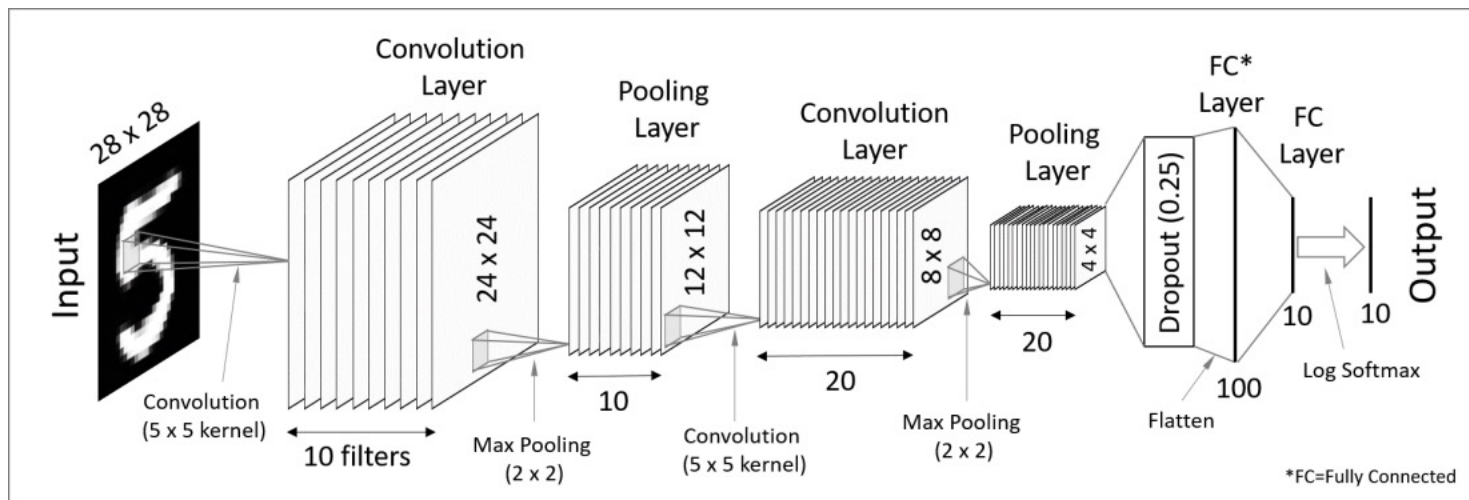 Input
28 x 28
Convolution
(5 x 5 kernel)
Convolution
Layer
24 x 24
10 filters
Max Pooling
(2 x 2)
Pooling
Layer
12 x 12
10
Convolution
(5 x 5 kernel)
Convolution
Layer
8 x 8
20
Max Pooling
(2 x 2)
Pooling
Layer
4 x 4
20
Dropout (0.25)
Flatten
FC*
Layer
100
FC
Layer
10
Log Softmax
10
Output
*FC=Fully Connected
5